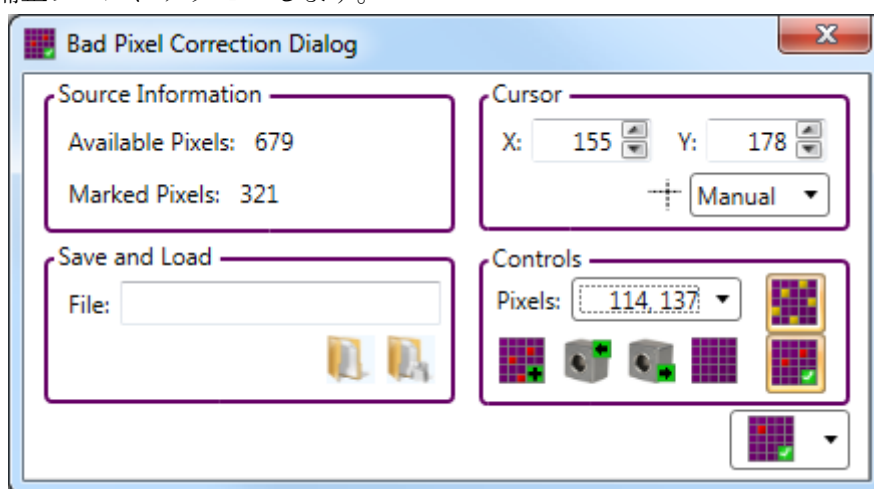 Bad Pixel Correction Dialog
Source Information
Available Pixels: 679
Marked Pixels: 321
Cursor
X: 155 Y: 178
Manual
Save and Load
File:
Controls
Pixels: 114, 137